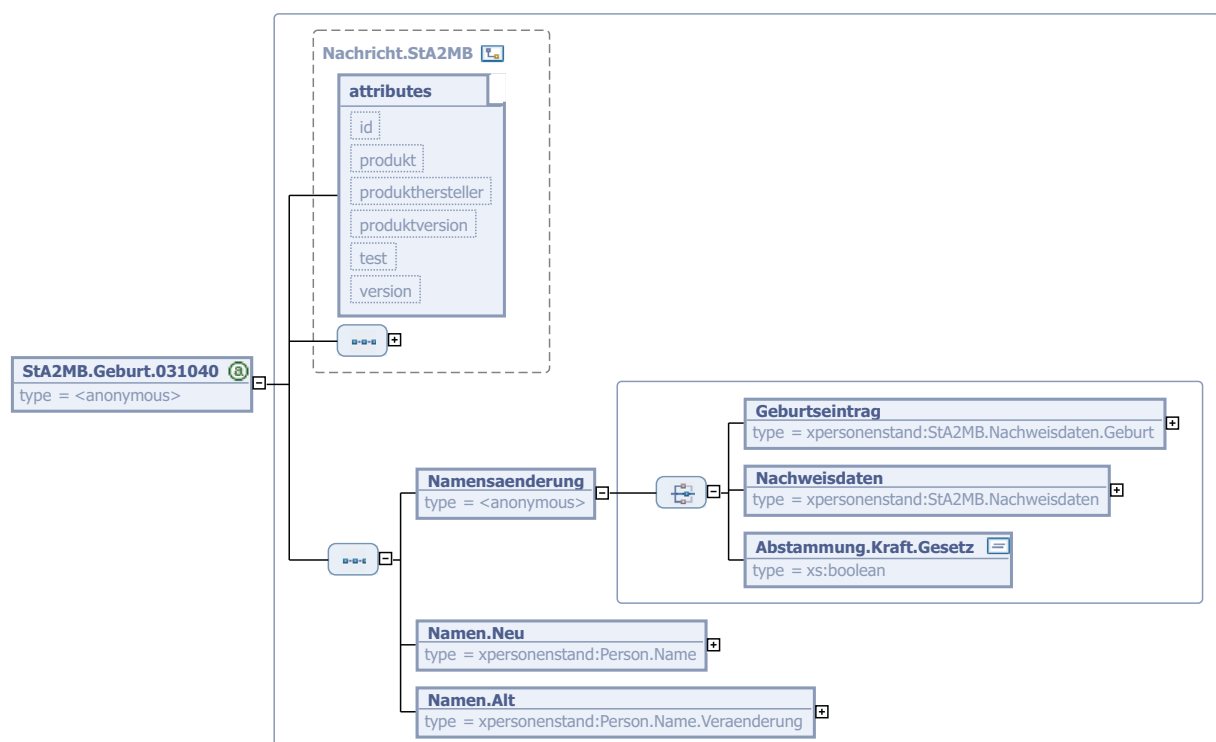 Nachricht.StA2MB
attributes
id
produkt
produkthersteller
produktversion
test
version
StA2MB.Geburt.031040
type = <anonymous>
Geburtseintrag
type = xpersonenstand:StA2MB.Nachweisdaten.Geburt
Namensaenderung
type = <anonymous>
Nachweisdaten
type = xpersonenstand:StA2MB.Nachweisdaten
Abstammung.Kraft.Gesetz
type = xs:boolean
Namen.Neu
type = xpersonenstand:Person.Name
Namen.Alt
type = xpersonenstand:Person.Name.Veraenderung